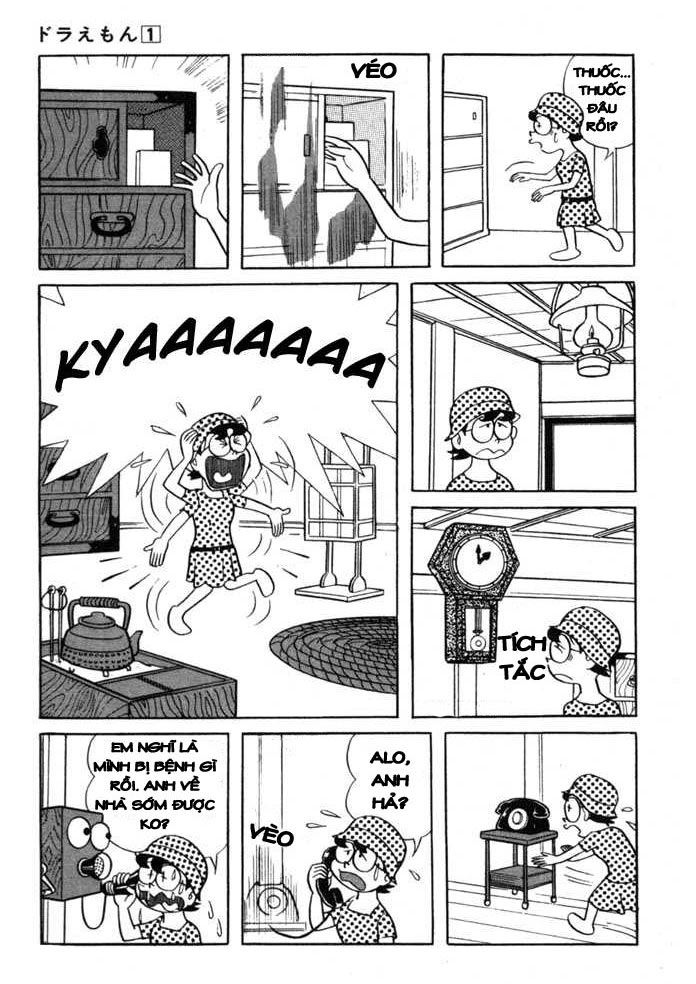 ドラえもん 1
THUỐC...
THUỐC
ĐÂU
RỒI?
VÉO
KYAAAAAAA
TÍCH
TẮC
ALO,
ANH
HẢ?
VÈO
EM NGHĨ LÀ
MÌNH BỊ BỆNH GÌ
RỒI. ANH VỀ
NHÀ SỚM ĐƯỢC
KO?